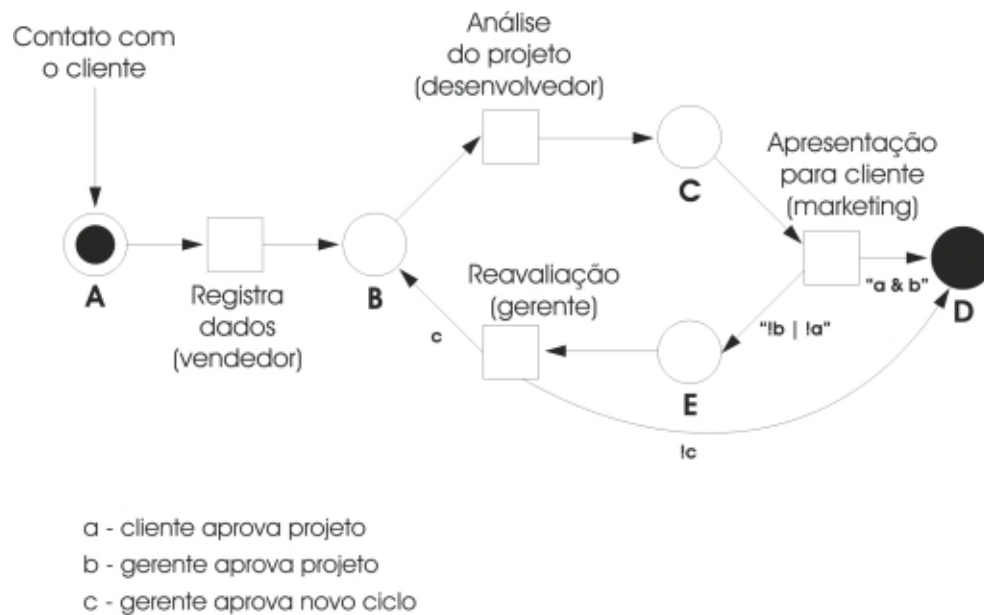 Contato com
o cliente
Análise
do projeto
(desenvolvedor)
Apresentação
para cliente
(marketing)
A
Registra
dados
(vendedor)
B
C
Reavaliação
(gerente)
c
"a & b"
D
"!b | !a"
E
!c
a - cliente aprova projeto
b - gerente aprova projeto
c - gerente aprova novo ciclo